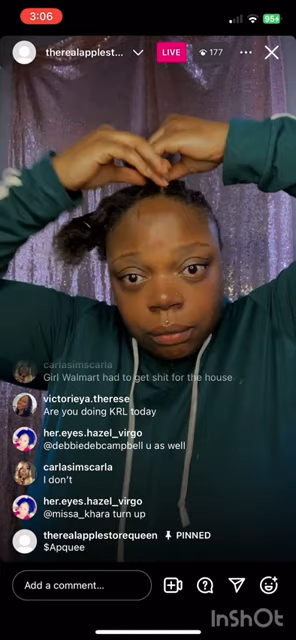 3:06
95+
therealapplest...
LIVE
177
carlasimscarla
Girl Walmart had to get shit for the house
victorieya.therese
Are you doing KRL today
her.eyes.hazel_virgo
@debbiedebcampbell u as well
carlasimscarla
I don't
her.eyes.hazel_virgo
@missa_khara turn up
therealapplestorequeen PINNED
$Apquee
Add a comment...
InShOt